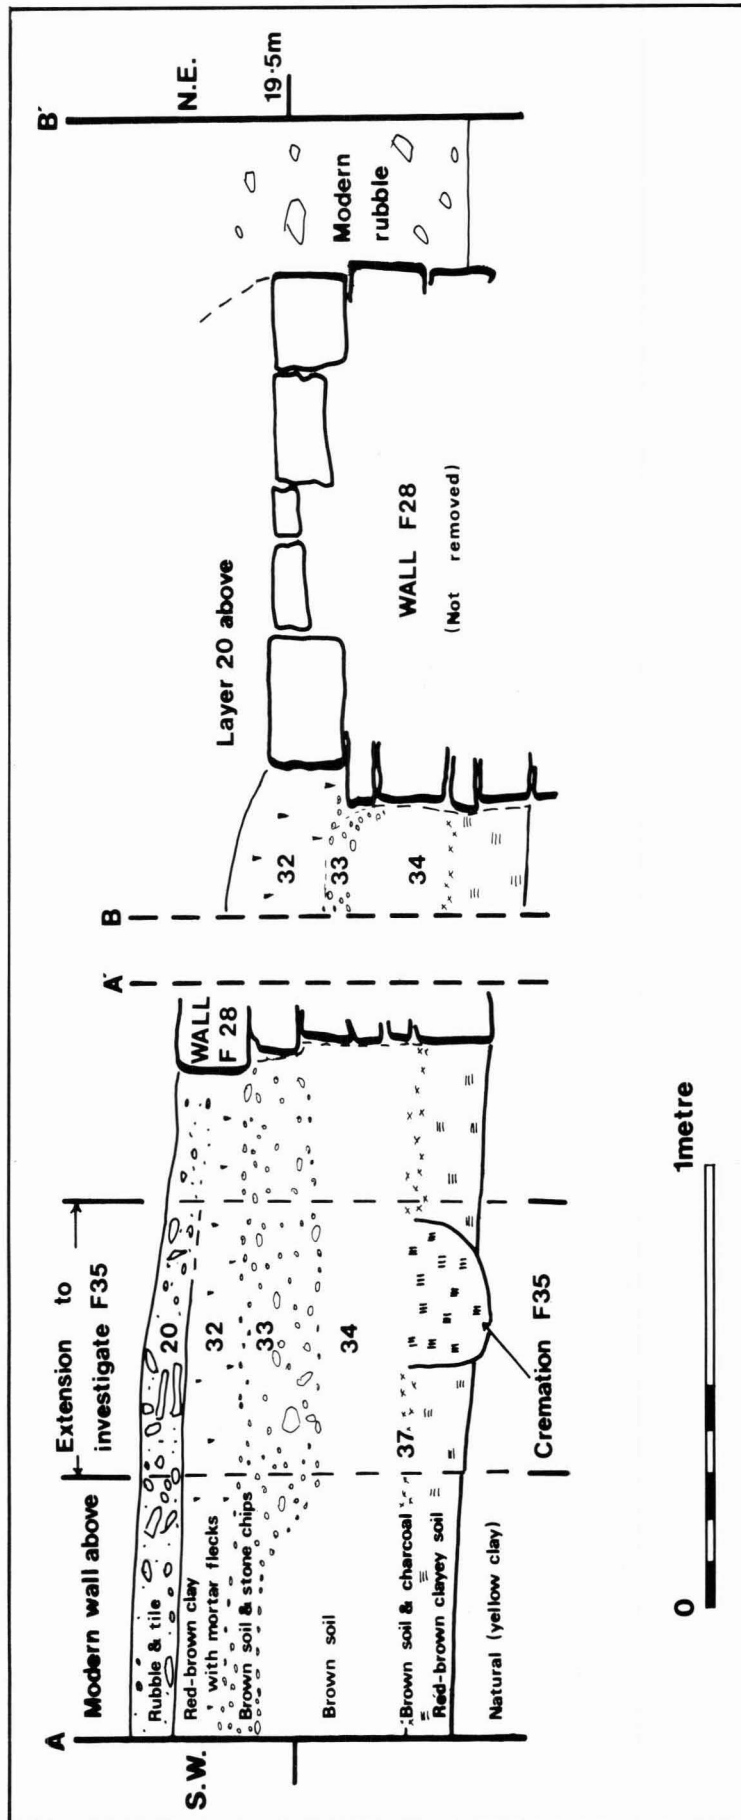 A
A'
B
B'
S.W.
N.E.
19·5m
Modern wall above
Extension to
investigate F35
Layer 20 above
Rubble & tile
20
Red-brown clay
with mortar flecks
32
Brown soil & stone chips
33
Brown soil
34
Brown soil & charcoal
37
Red-brown clayey soil
Natural (yellow clay)
Cremation F35
WALL
F 28
32
33
34
WALL F28
(Not removed)
Modern
rubble
0
1metre